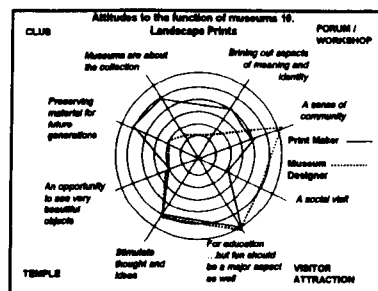 Attitudes to the function of museums 10.
Landscape Prints
CLUB
FORUM /
WORKSHOP
Museums are about
the collection
Brining out aspects
of meaning and
identity
Preserving
material for
future
generations
A sense of
community
Print Maker
Museum
Designer
An opportunity
to see very
beautiful
objects
A social visit
Stimulate
thought and
ideas
For education
...but fun should
be a major aspect
as well
TEMPLE
VISITOR
ATTRACTION